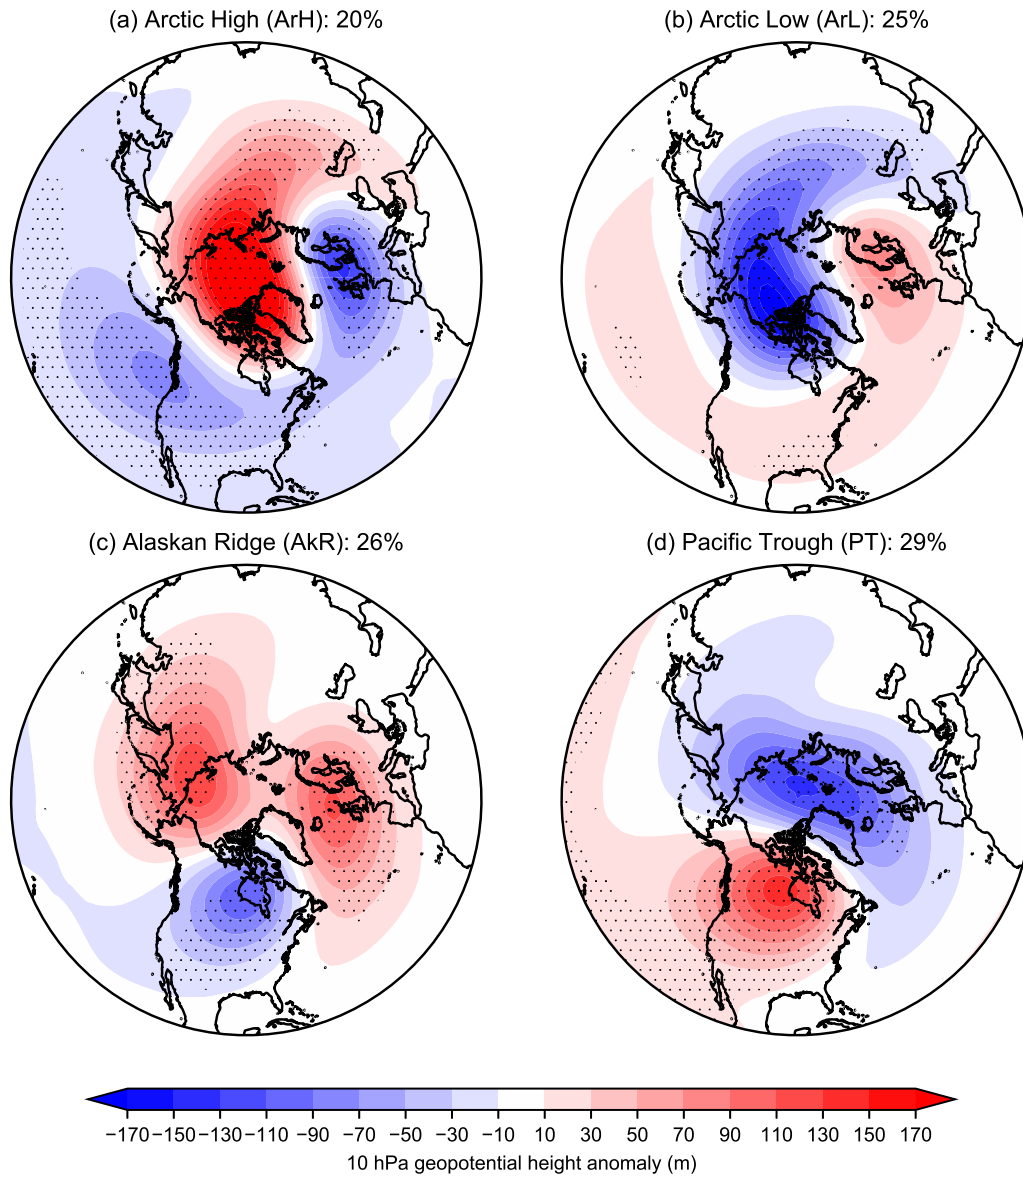 (a) Arctic High (ArH): 20%
(b) Arctic Low (ArL): 25%
(c) Alaskan Ridge (AkR): 26%
(d) Pacific Trough (PT): 29%
−170 −150 −130 −110 −90 −70 −50 −30 −10 10 30 50 70 90 110 130 150 170
10 hPa geopotential height anomaly (m)